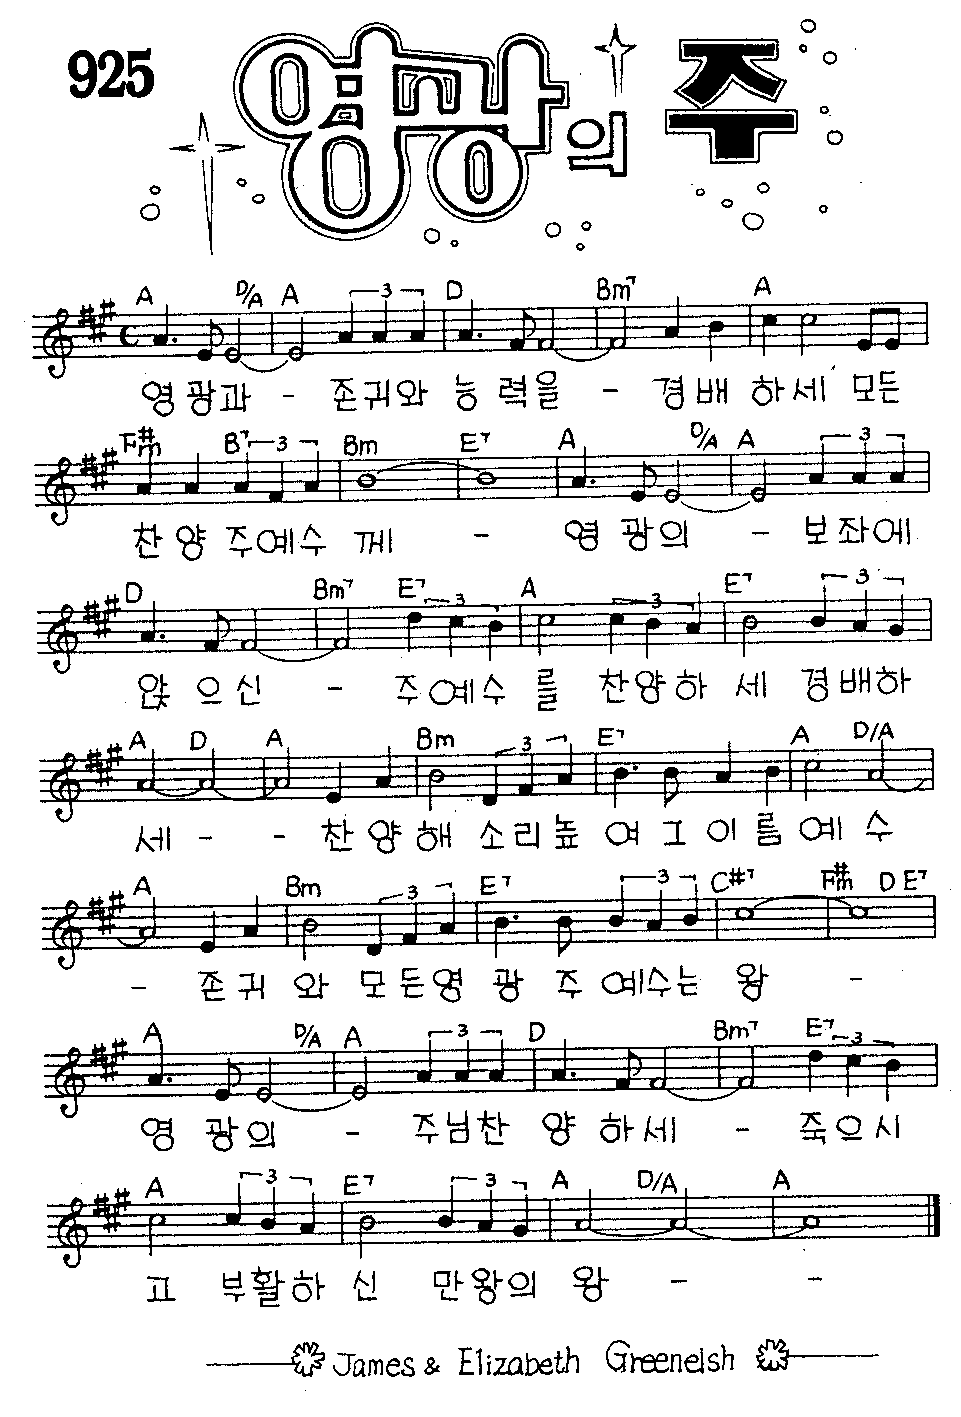 925
영광의 주
A D/A A 3 D Bm7 A
영광과 - 존귀와 능력을 - 경배 하세 모든
F#m B7 3 Bm E7 A D/A A 3
찬양 주예수 께 - 영 광의 - 보좌에
D Bm7 E7 3 A 3 E7 3
앉으신 - 주예수를 찬양하세 경배하
A D A Bm 3 E7 A D/A
세 - - 찬양해 소리높 여 그 이름 예 수
A Bm 3 E7 3 C#7 F#m D E7
- 존귀 와 모든영 광 주 예수는 왕 -
A D/A A 3 D Bm7 E7 3
영 광의 - 주님찬 양 하세 - 죽으시
A 3 E7 3 A D/A A
고 부활하 신 만왕의 왕 - -
James & Elizabeth Greenelsh